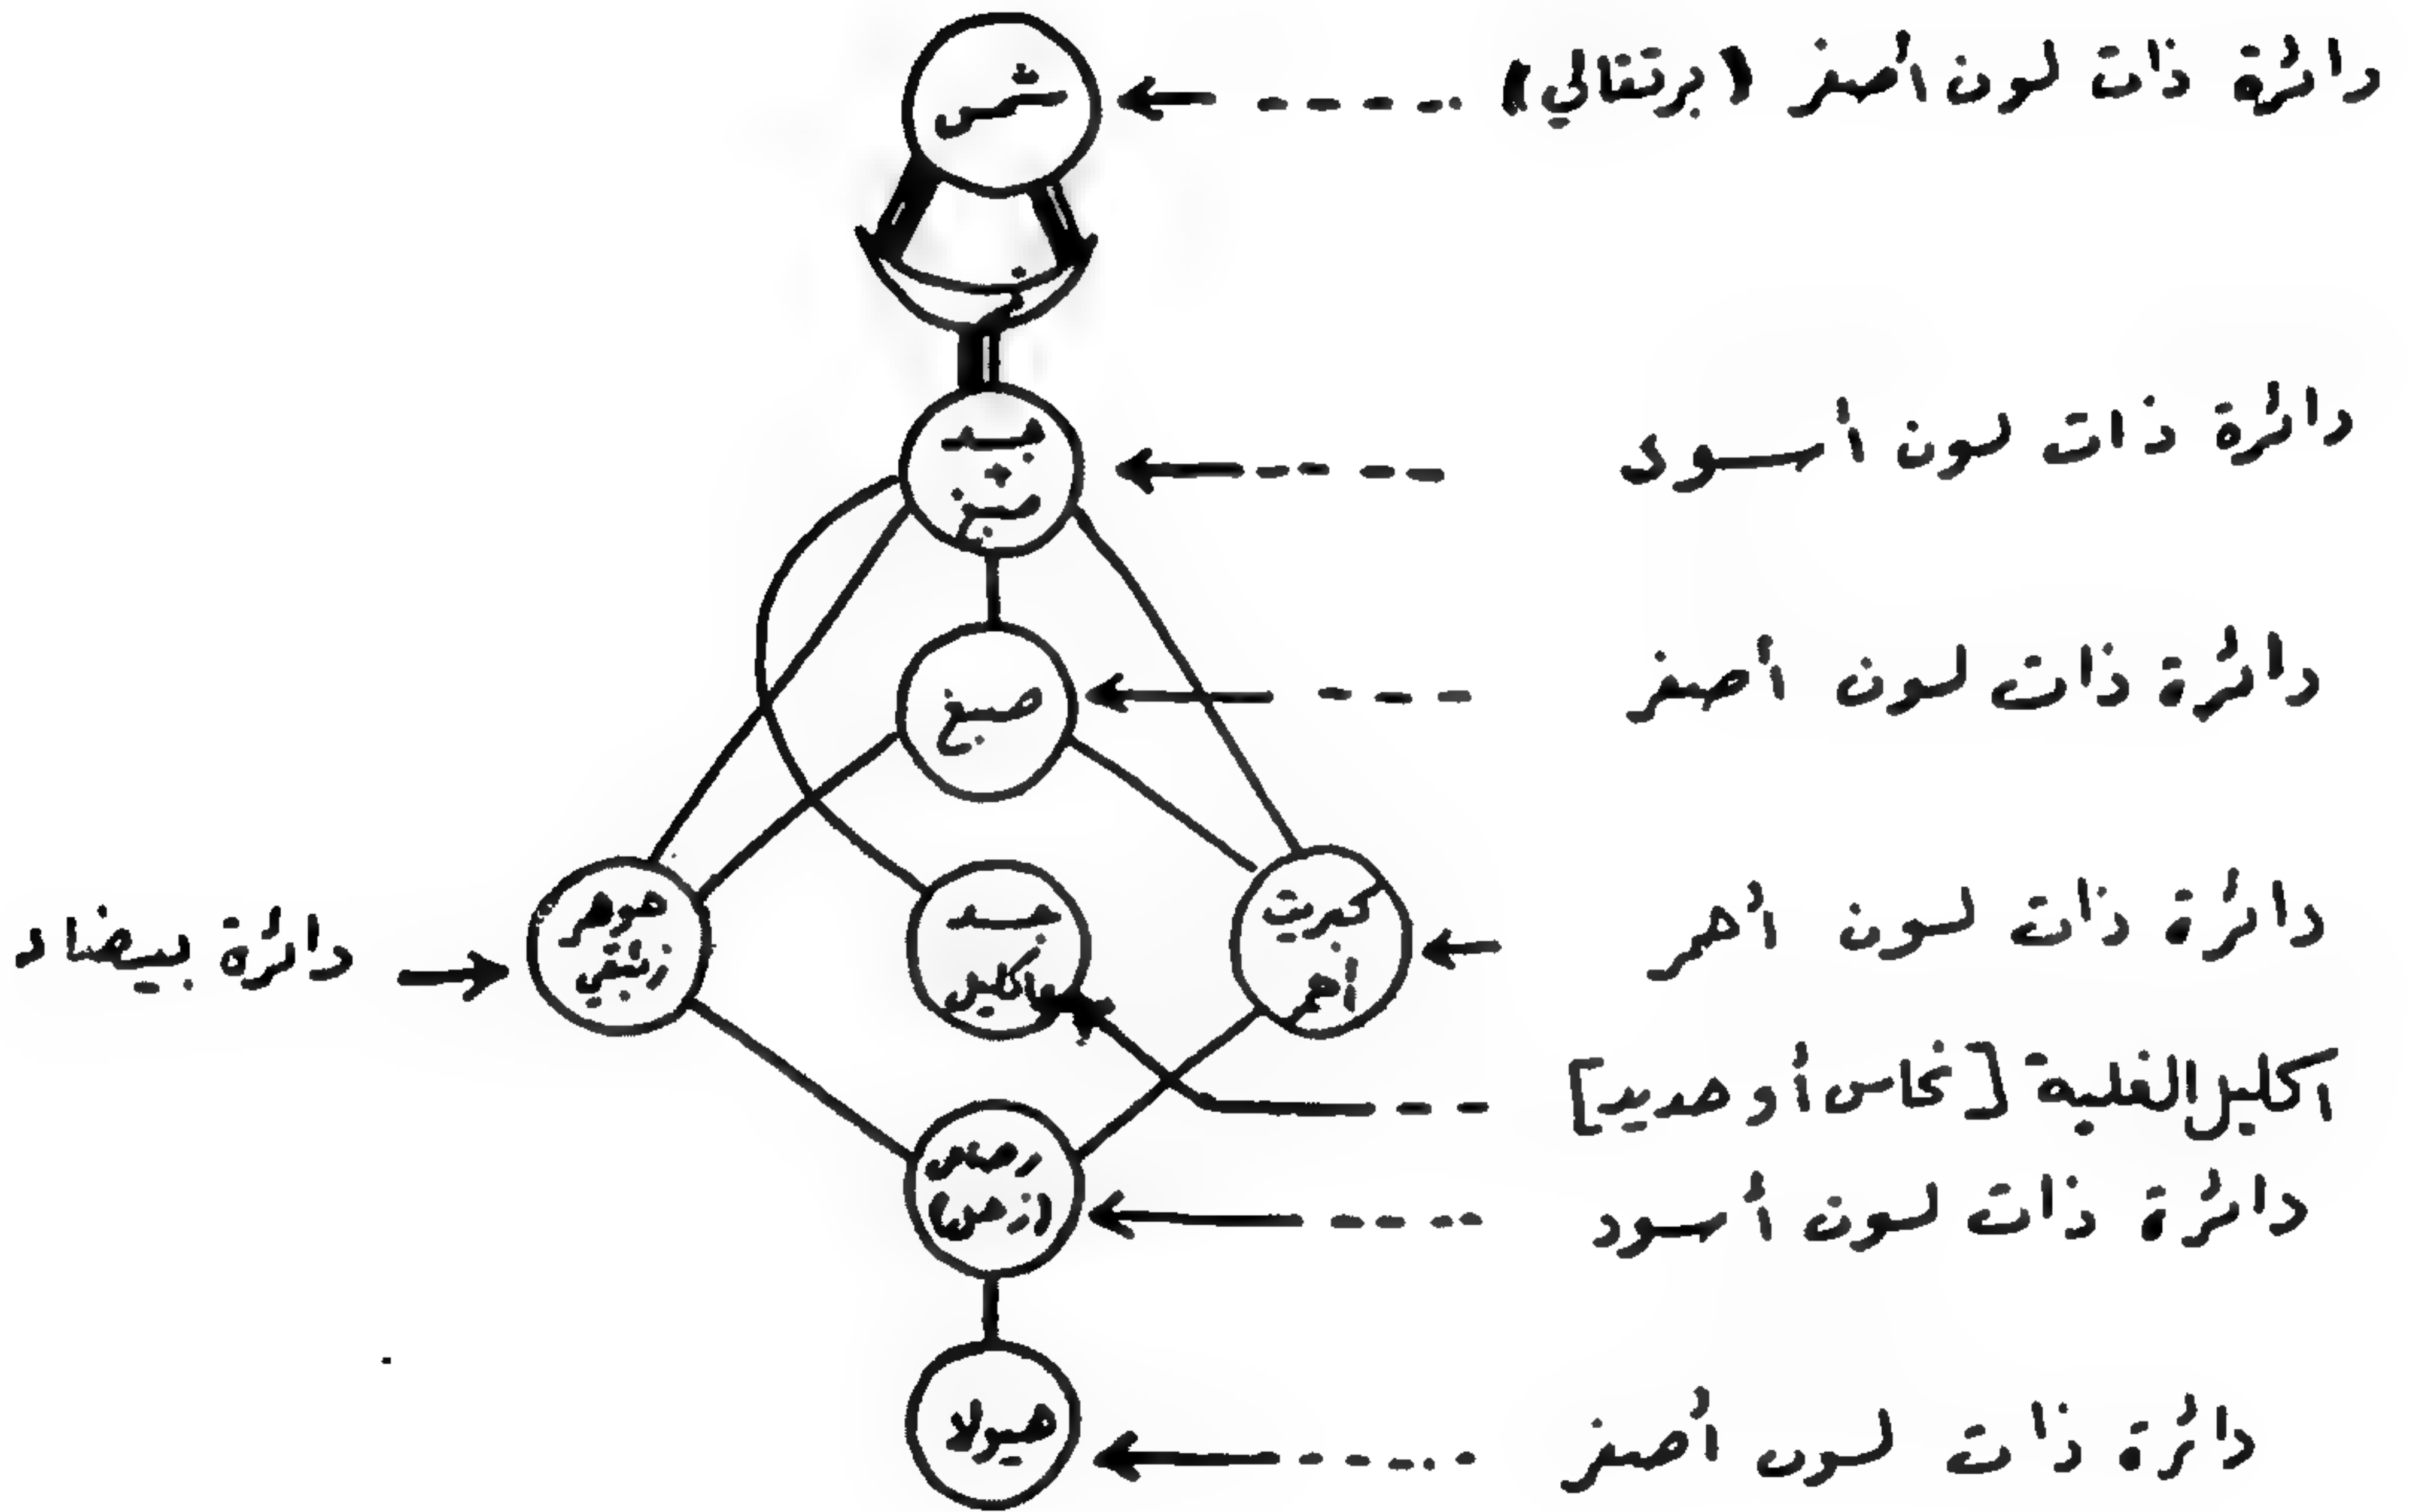 دائرة ذات لون أصفر (برتقالي)
شمس
دائرة ذات لون أسود
جسد
دائرة ذات لون أصفر
صبغ
دائرة ذات لون أحمر
كبريت
أحمر
جسد
جوهر
زئبقي
دائرة بيضاء
اكليل الغلبة [نحاس أو حديد]
دائرة ذات لون أسود
دائرة ذات لون أصفر
هيولا